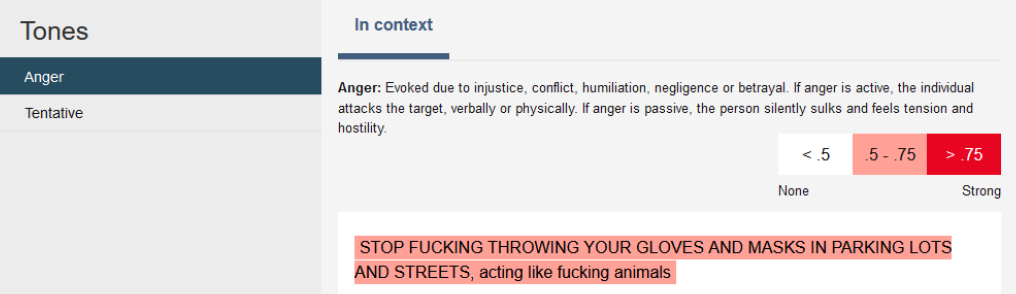 Tones
Anger
Tentative
In context
Anger: Evoked due to injustice, conflict, humiliation, negligence or betrayal. If anger is active, the individual
attacks the target, verbally or physically. If anger is passive, the person silently sulks and feels tension and
hostility.
< .5 .5 - .75 > .75
None Strong
STOP FUCKING THROWING YOUR GLOVES AND MASKS IN PARKING LOTS
AND STREETS, acting like fucking animals